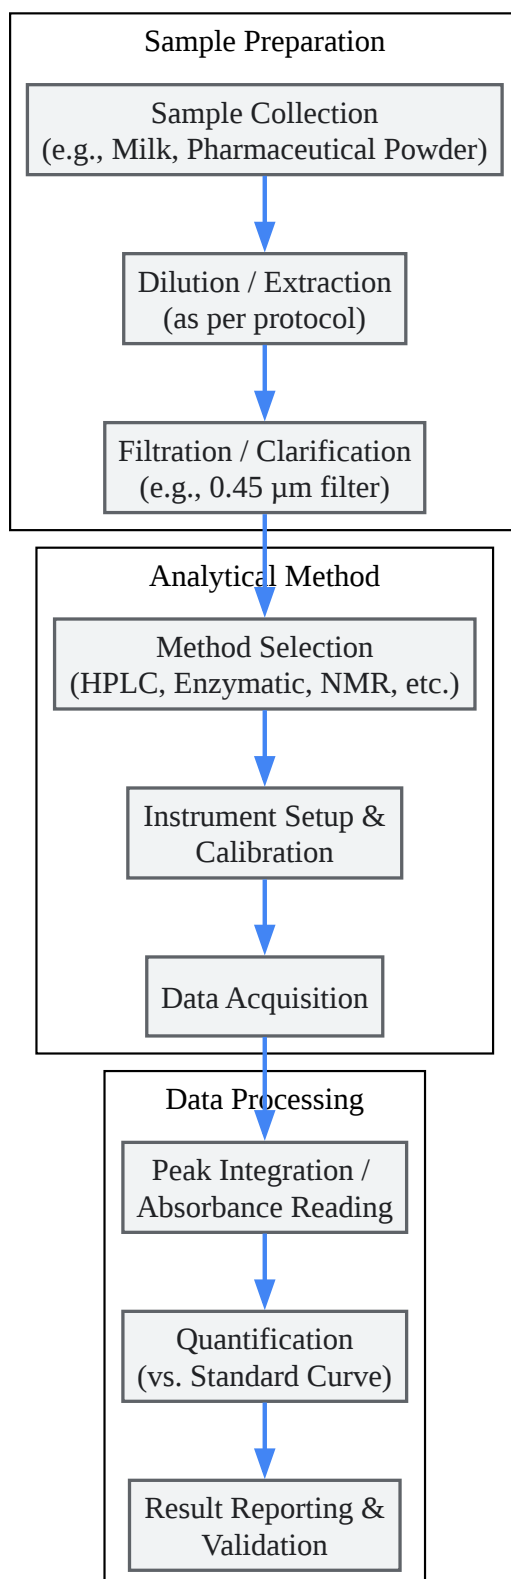 Sample Preparation
Sample Collection
(e.g., Milk, Pharmaceutical Powder)
Dilution / Extraction
(as per protocol)
Filtration / Clarification
(e.g., 0.45 µm filter)
Analytical Method
Method Selection
(HPLC, Enzymatic, NMR, etc.)
Instrument Setup &
Calibration
Data Acquisition
Data Processing
Peak Integration /
Absorbance Reading
Quantification
(vs. Standard Curve)
Result Reporting &
Validation